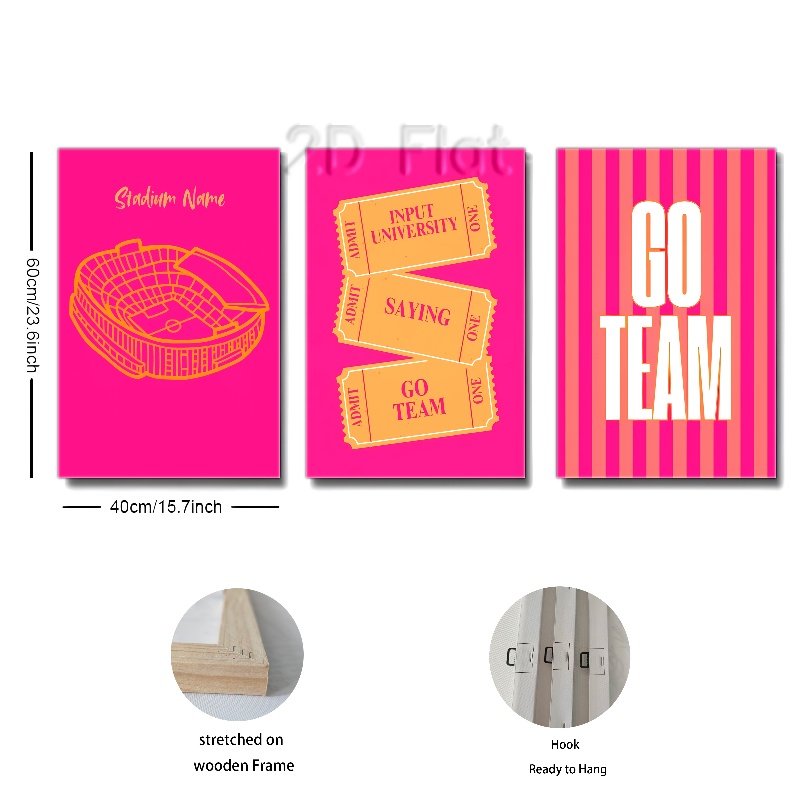 2D Flat
Stadium Name
ADMIT
INPUT
UNIVERSITY
ONE
ADMIT
SAYING
ONE
ADMIT
GO
TEAM
ONE
GO
TEAM
60cm/23.6inch
40cm/15.7inch
stretched on
wooden Frame
Hook
Ready to Hang